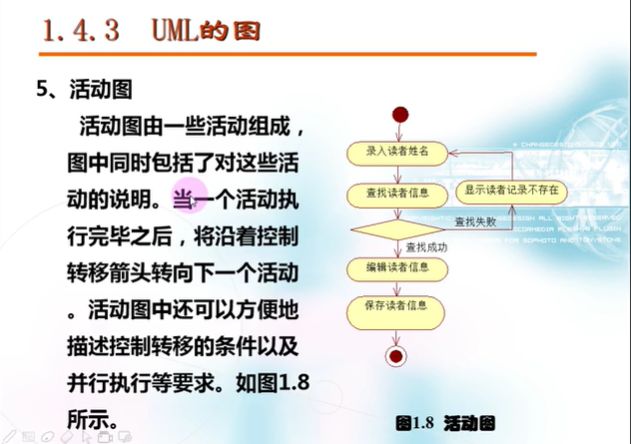 1.4.3 UML的图
5、活动图
活动图由一些活动组成，
图中同时包括了对这些活
动的说明。当一个活动执
行完毕之后，将沿着控制
转移箭头转向下一个活动
。活动图中还可以方便地
描述控制转移的条件以及
并行执行等要求。如图1.8
所示。
录入读者姓名
查找读者信息
显示读者记录不存在
查找失败
查找成功
编辑读者信息
保存读者信息
图1.8 活动图